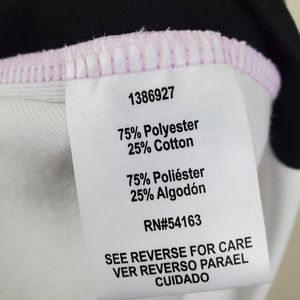 1386927
75% Polyester
25% Cotton
75% Poliéster
25% Algodón
RN#54163
SEE REVERSE FOR CARE
VER REVERSO PARAEL
CUIDADO